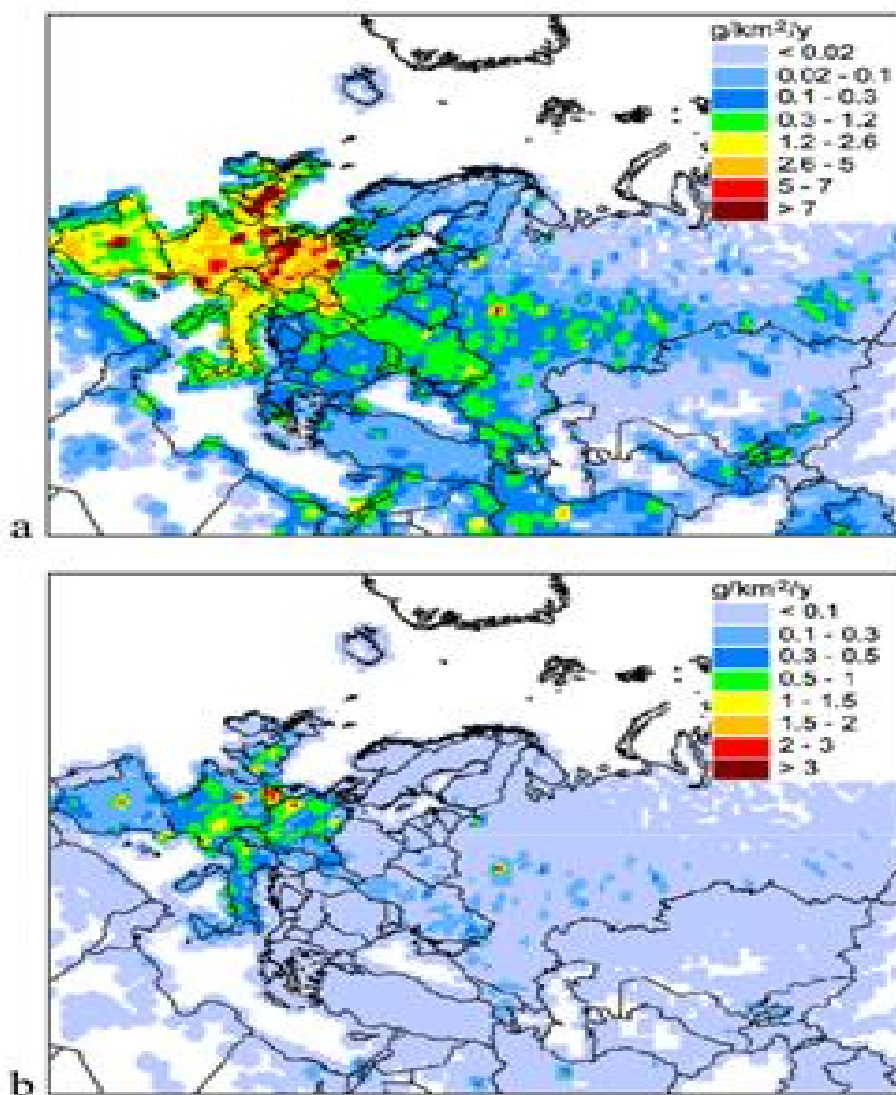 g/km²/y
< 0.02
0.02 - 0.1
0.1 - 0.3
0.3 - 1.2
1.2 - 2.6
2.6 - 5
5 - 7
> 7
a
g/km²/y
< 0.1
0.1 - 0.3
0.3 - 0.5
0.5 - 1
1 - 1.5
1.5 - 2
2 - 3
> 3
b